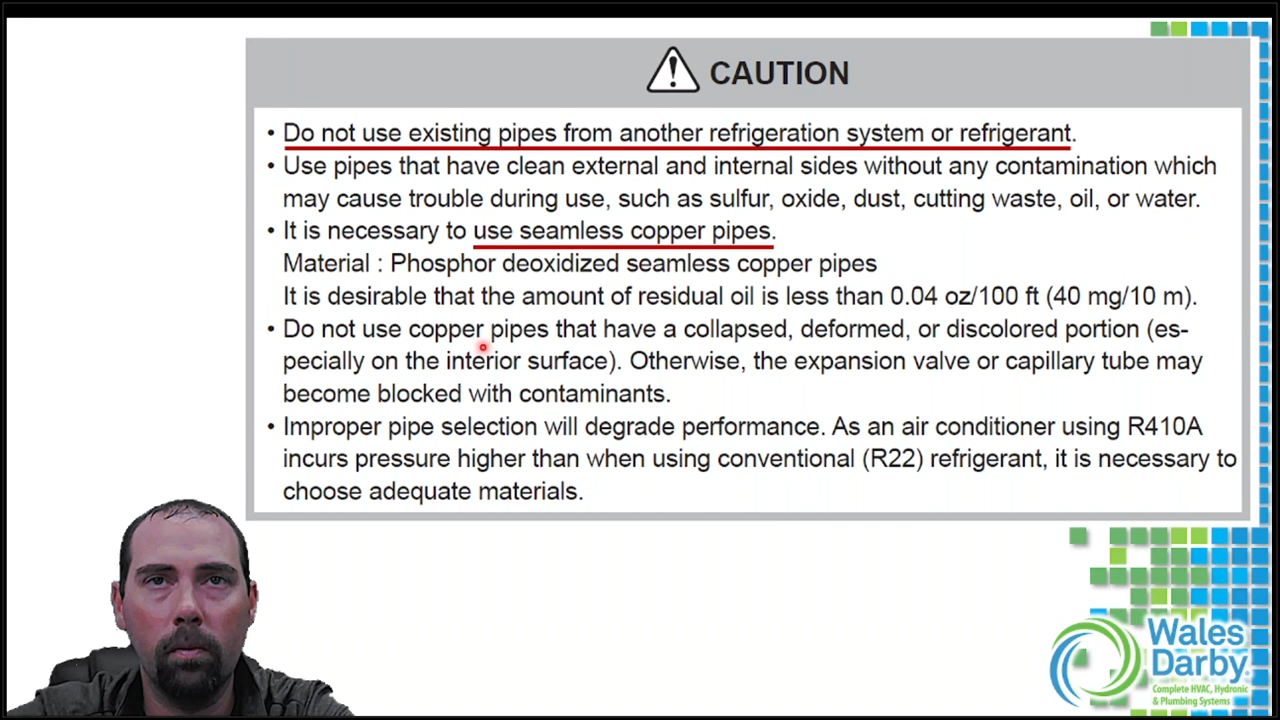 CAUTION
• Do not use existing pipes from another refrigeration system or refrigerant.
• Use pipes that have clean external and internal sides without any contamination which
may cause trouble during use, such as sulfur, oxide, dust, cutting waste, oil, or water.
• It is necessary to use seamless copper pipes.
Material : Phosphor deoxidized seamless copper pipes
It is desirable that the amount of residual oil is less than 0.04 oz/100 ft (40 mg/10 m).
• Do not use copper pipes that have a collapsed, deformed, or discolored portion (es-
pecially on the interior surface). Otherwise, the expansion valve or capillary tube may
become blocked with contaminants.
• Improper pipe selection will degrade performance. As an air conditioner using R410A
incurs pressure higher than when using conventional (R22) refrigerant, it is necessary to
choose adequate materials.
Wales
Darby
Complete HVAC, Hydronic
& Plumbing Systems